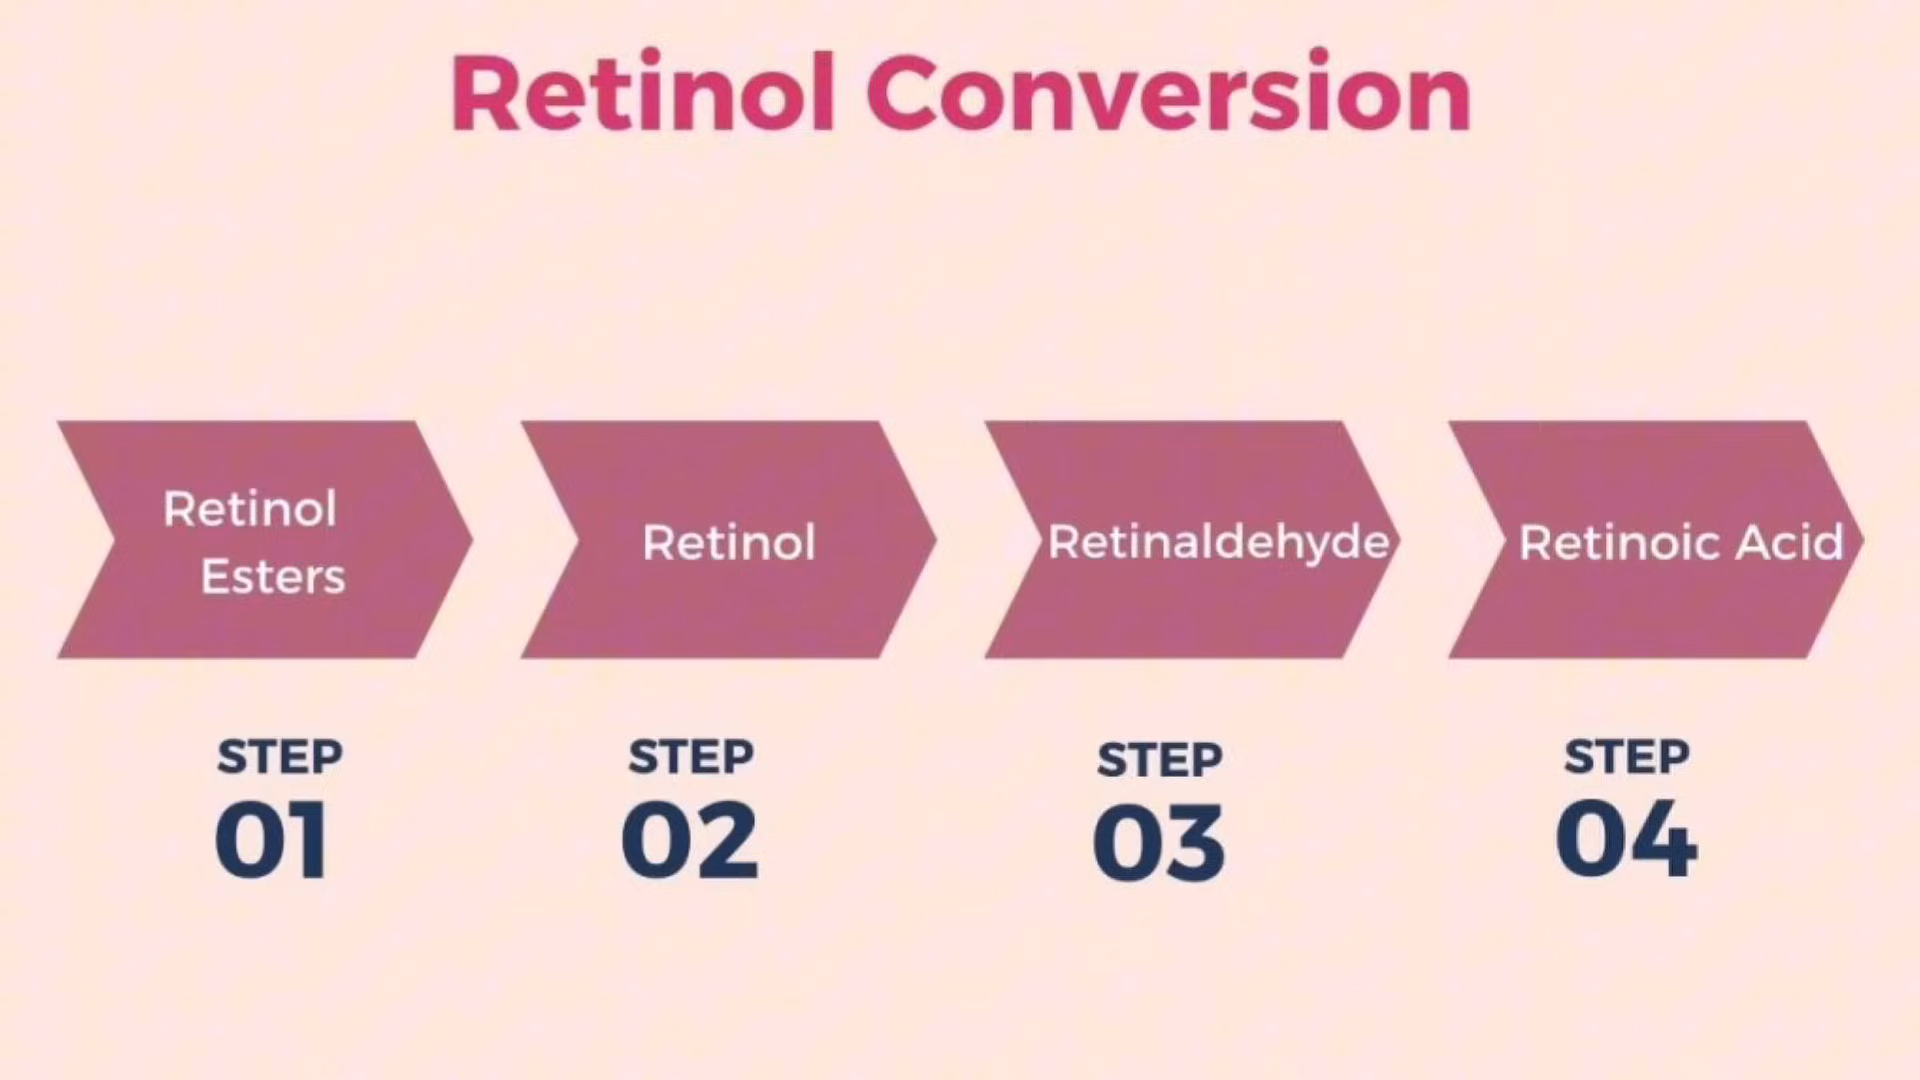 Retinol Conversion
Retinol
Esters
Retinol
Retinaldehyde
Retinoic Acid
STEP
01
STEP
02
STEP
03
STEP
04